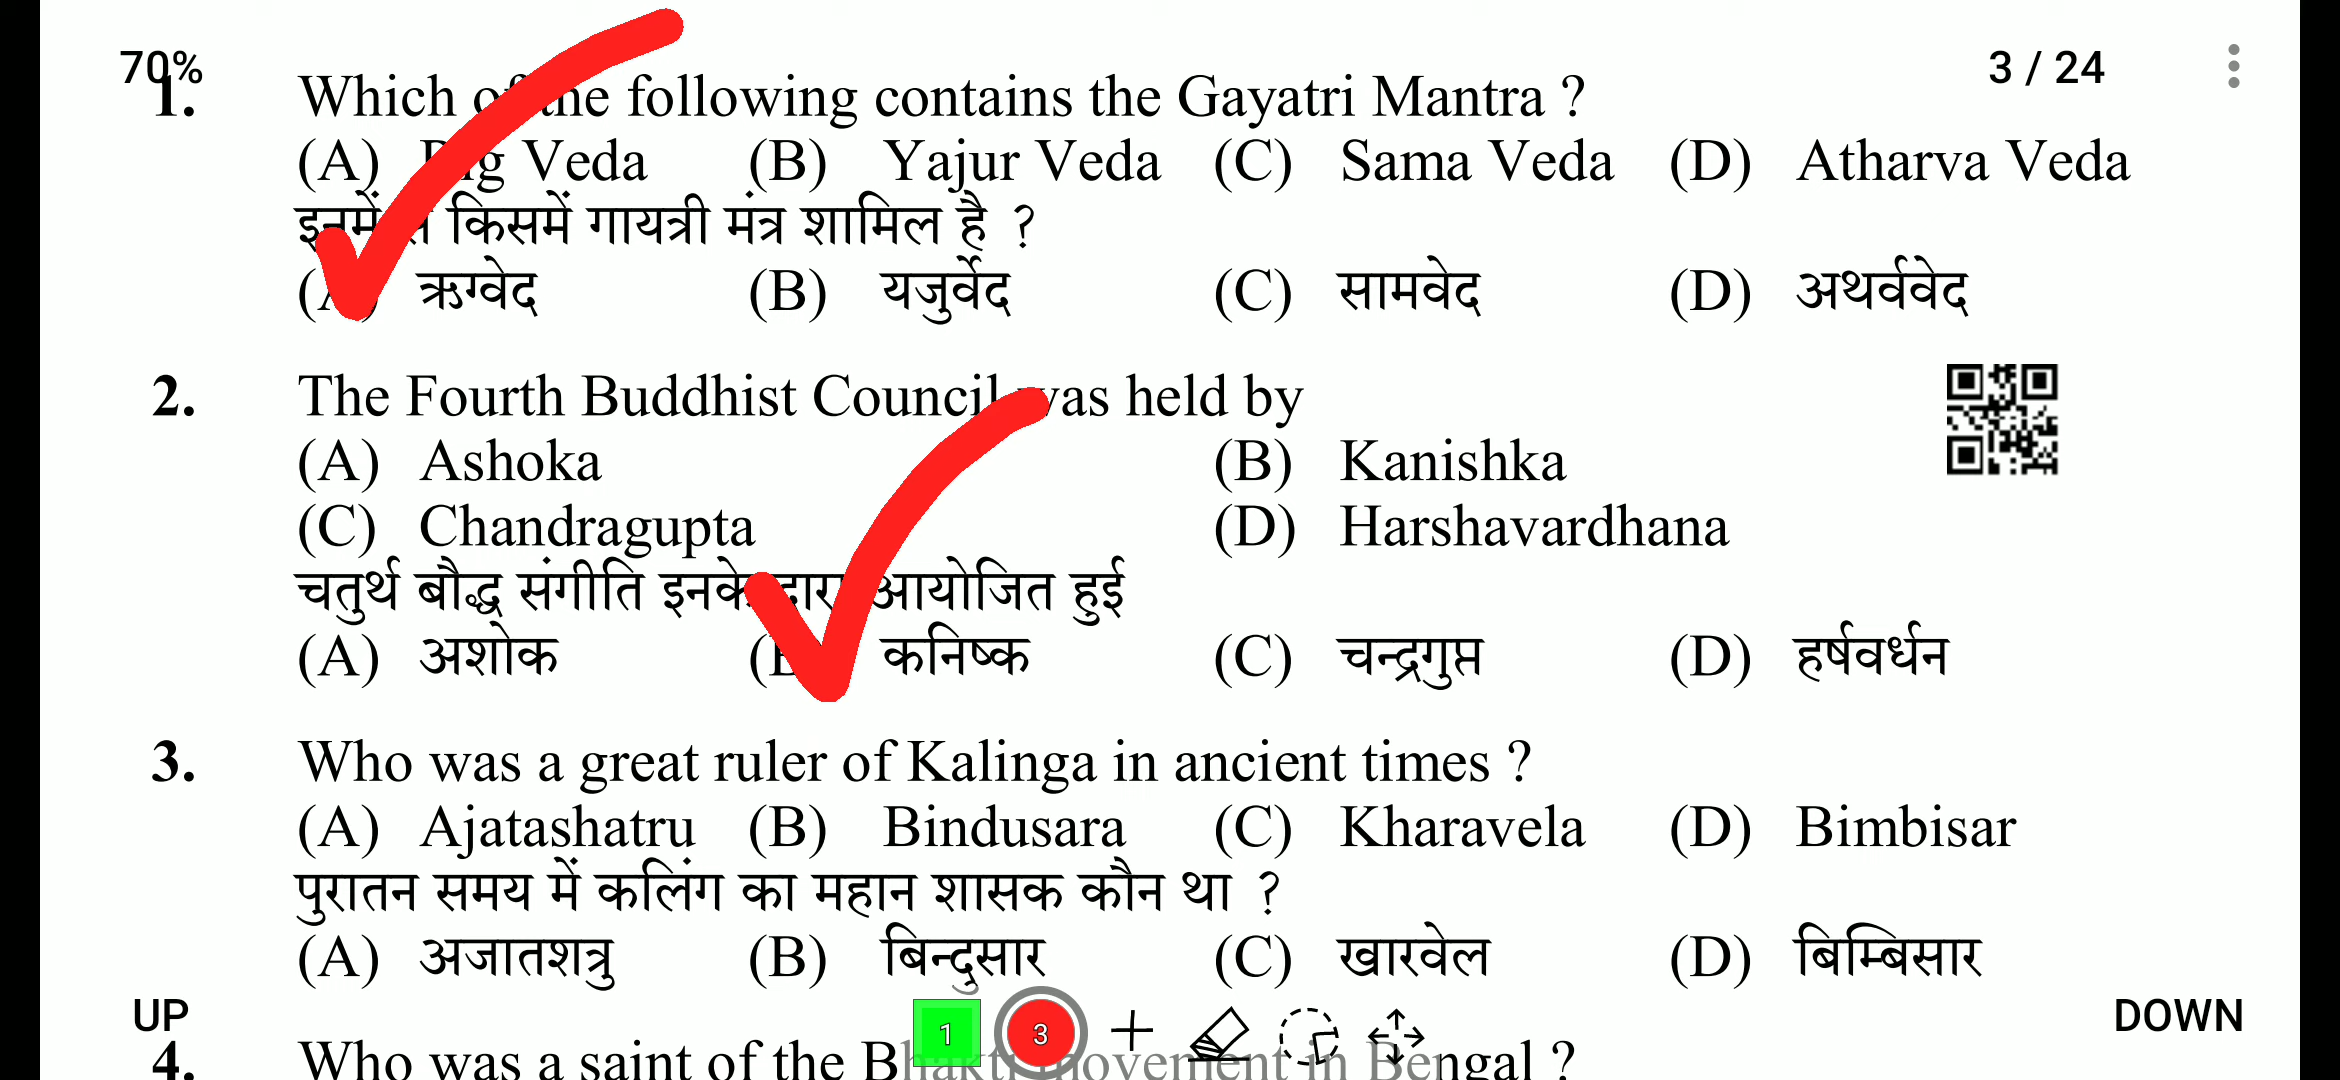 70%
3 / 24
1. Which of the following contains the Gayatri Mantra ?
(A) Rig Veda (B) Yajur Veda (C) Sama Veda (D) Atharva Veda
इनमें से किसमें गायत्री मंत्र शामिल है ?
(A) ऋग्वेद (B) यजुर्वेद (C) सामवेद (D) अथर्ववेद
2. The Fourth Buddhist Council was held by
(A) Ashoka (B) Kanishka
(C) Chandragupta (D) Harshavardhana
चतुर्थ बौद्ध संगीति इनके द्वारा आयोजित हुई
(A) अशोक (B) कनिष्क (C) चन्द्रगुप्त (D) हर्षवर्धन
3. Who was a great ruler of Kalinga in ancient times ?
(A) Ajatashatru (B) Bindusara (C) Kharavela (D) Bimbisar
पुरातन समय में कलिंग का महान शासक कौन था ?
(A) अजातशत्रु (B) बिन्दुसार (C) खारवेल (D) बिम्बिसार
UP
1 3
DOWN
4. Who was a saint of the Bhakti movement in Bengal ?